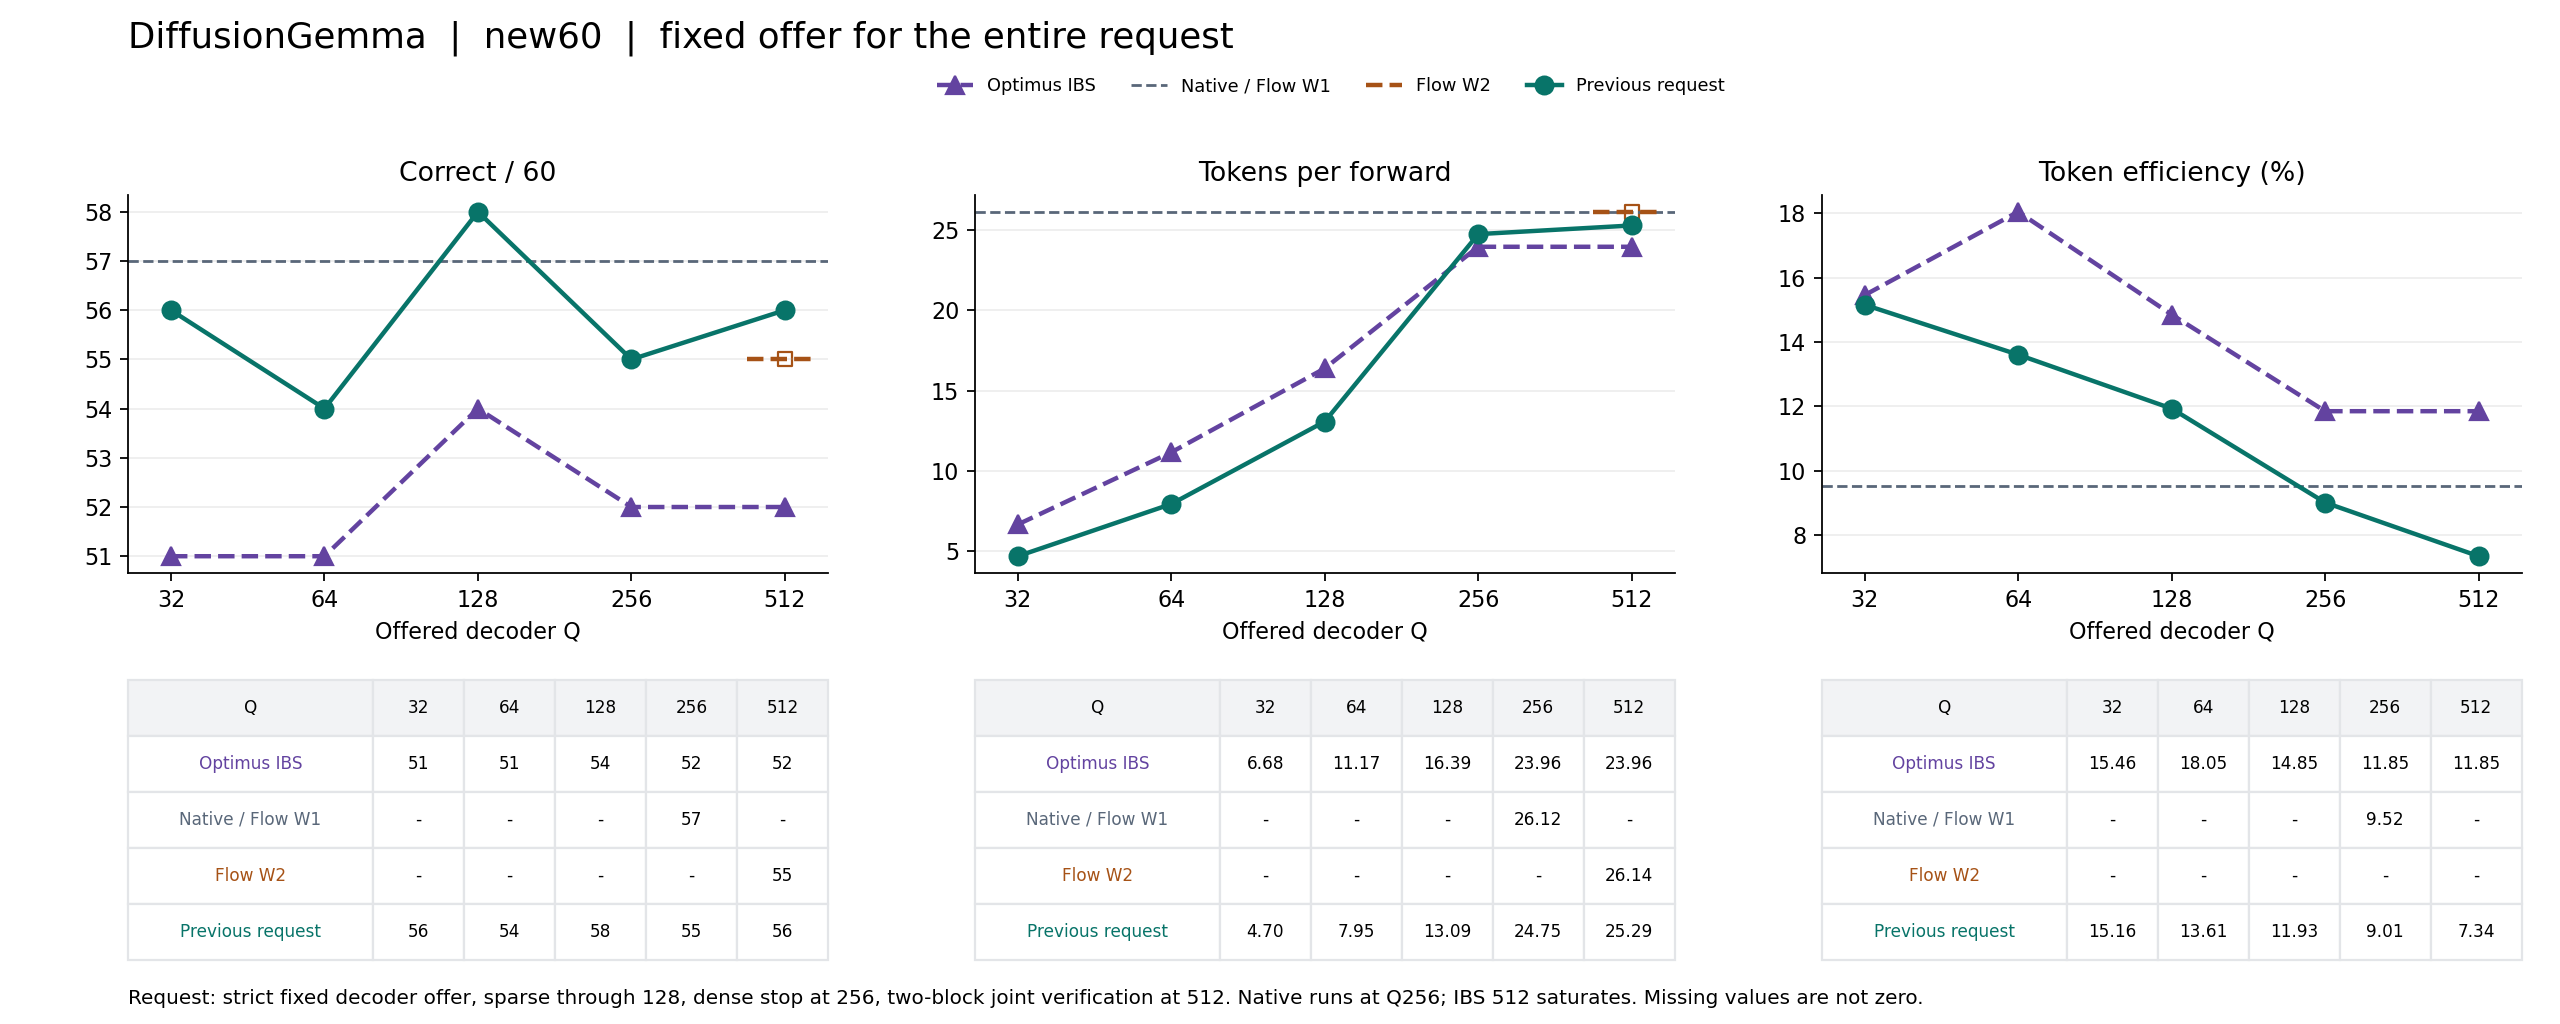 DiffusionGemma | new60 | fixed offer for the entire request
Optimus IBS Native / Flow W1 Flow W2 Previous request
Correct / 60
58
57
56
55
54
53
52
51
32 64 128 256 512
Offered decoder Q
Tokens per forward
25
20
15
10
5
32 64 128 256 512
Offered decoder Q
Token efficiency (%)
18
16
14
12
10
8
32 64 128 256 512
Offered decoder Q
Q 32 64 128 256 512
Optimus IBS 51 51 54 52 52
Native / Flow W1 - - - 57 -
Flow W2 - - - - 55
Previous request 56 54 58 55 56
Q 32 64 128 256 512
Optimus IBS 6.68 11.17 16.39 23.96 23.96
Native / Flow W1 - - - 26.12 -
Flow W2 - - - - 26.14
Previous request 4.70 7.95 13.09 24.75 25.29
Q 32 64 128 256 512
Optimus IBS 15.46 18.05 14.85 11.85 11.85
Native / Flow W1 - - - 9.52 -
Flow W2 - - - - -
Previous request 15.16 13.61 11.93 9.01 7.34
Request: strict fixed decoder offer, sparse through 128, dense stop at 256, two-block joint verification at 512. Native runs at Q256; IBS 512 saturates. Missing values are not zero.